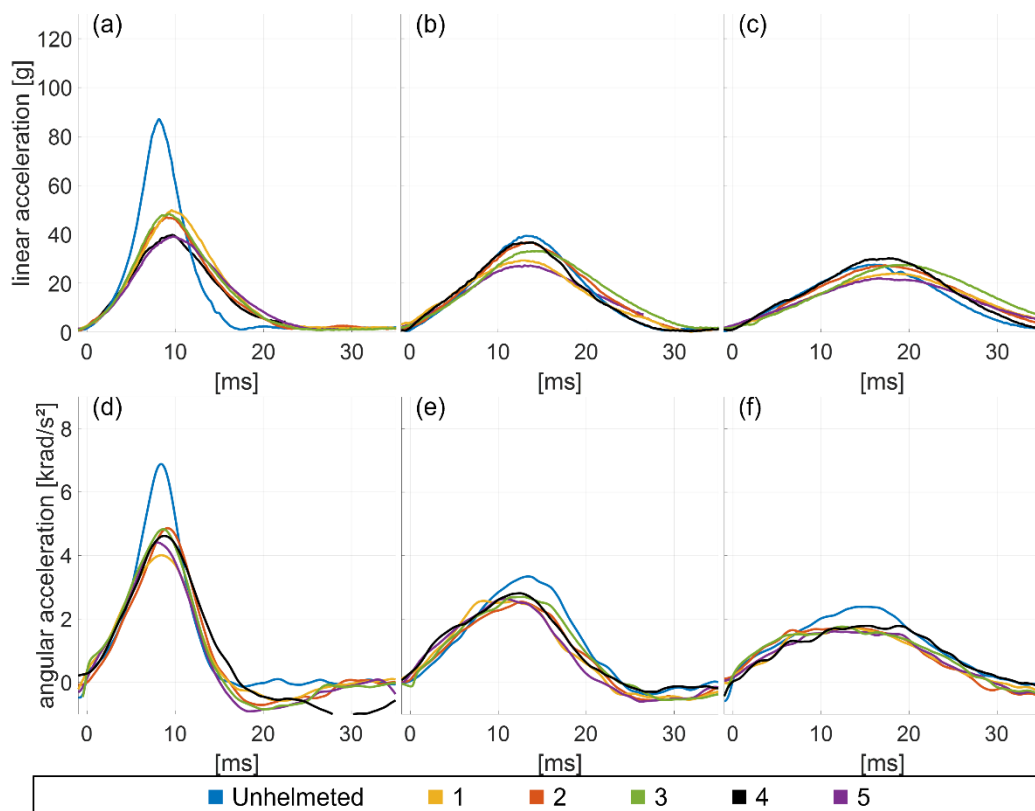 (a) (b) (c)
linear acceleration [g]
120
100
80
60
40
20
0
0 10 20 30 0 10 20 30 0 10 20 30
[ms] [ms] [ms]
(d) (e) (f)
angular acceleration [krad/s²]
8
6
4
2
0
0 10 20 30 0 10 20 30 0 10 20 30
[ms] [ms] [ms]
Unhelmeted 1 2 3 4 5